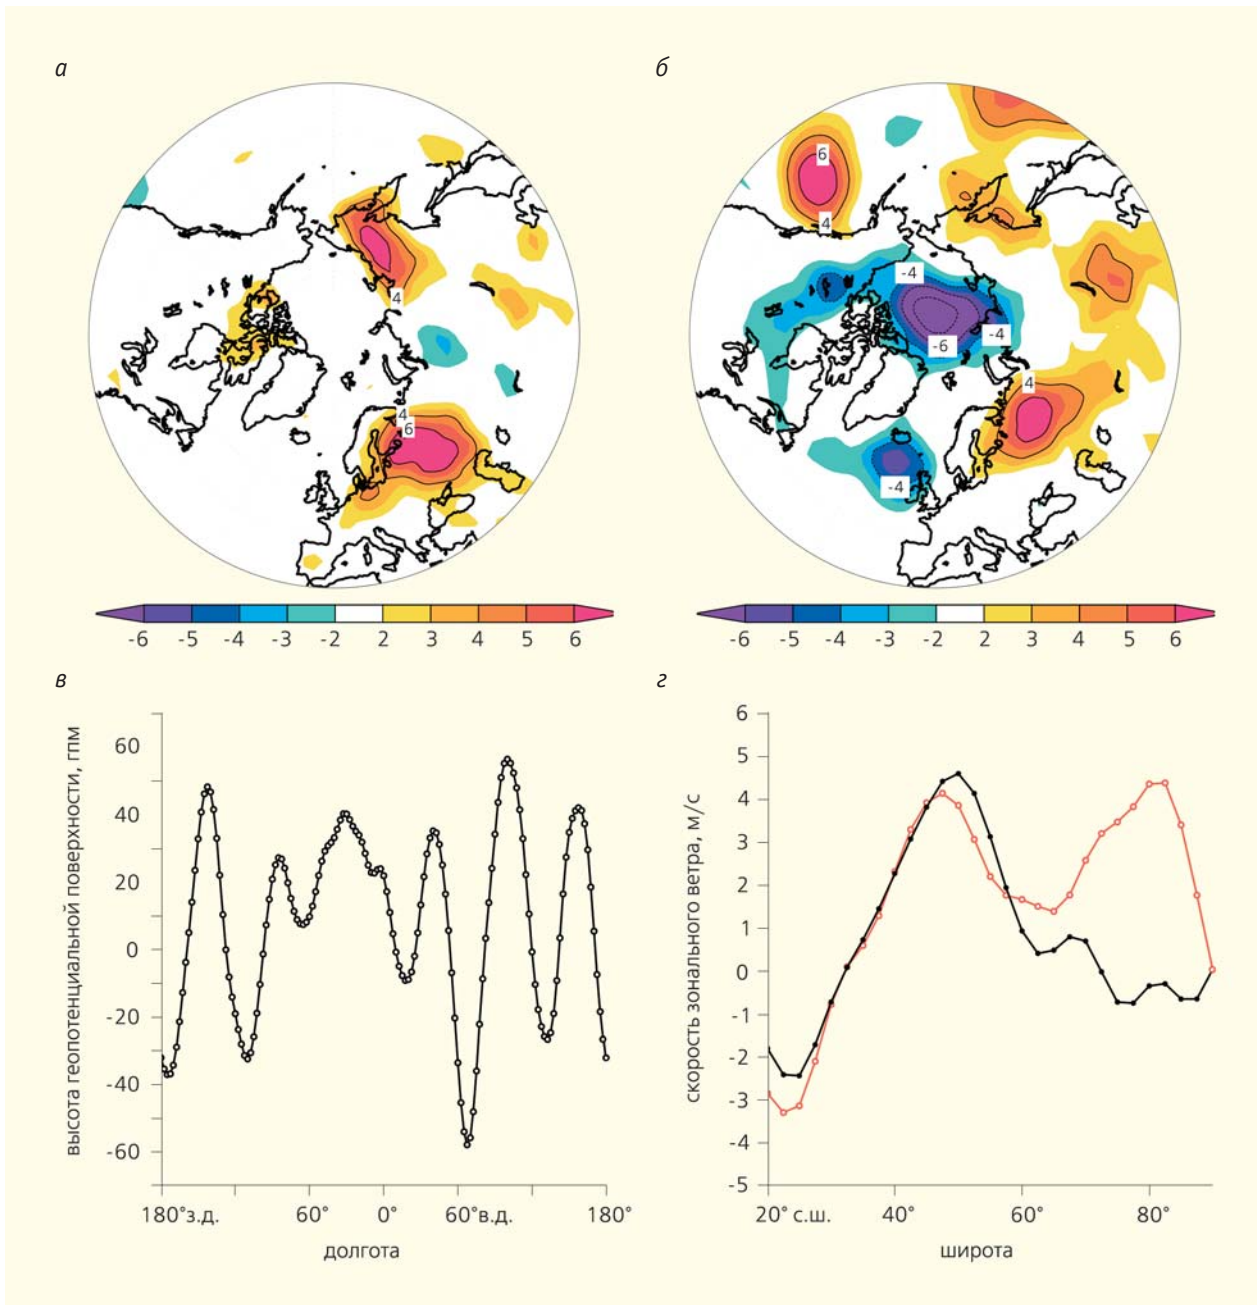 а
б
4
4
6
6
4
-4
-4
-6
4
-4
-6 -5 -4 -3 -2 2 3 4 5 6
-6 -5 -4 -3 -2 2 3 4 5 6
в
высота геопотенциальной поверхности, гпм
60
40
20
0
-20
-40
-60
180°з.д. 60° 0° 60°в.д. 180°
долгота
г
скорость зонального ветра, м/с
6
5
4
3
2
1
0
-1
-2
-3
-4
-5
20° с.ш. 40° 60° 80°
широта